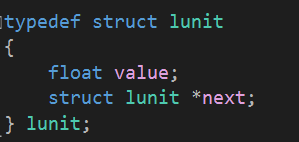 typedef struct lunit
{
    float value;
    struct lunit *next;
} lunit;